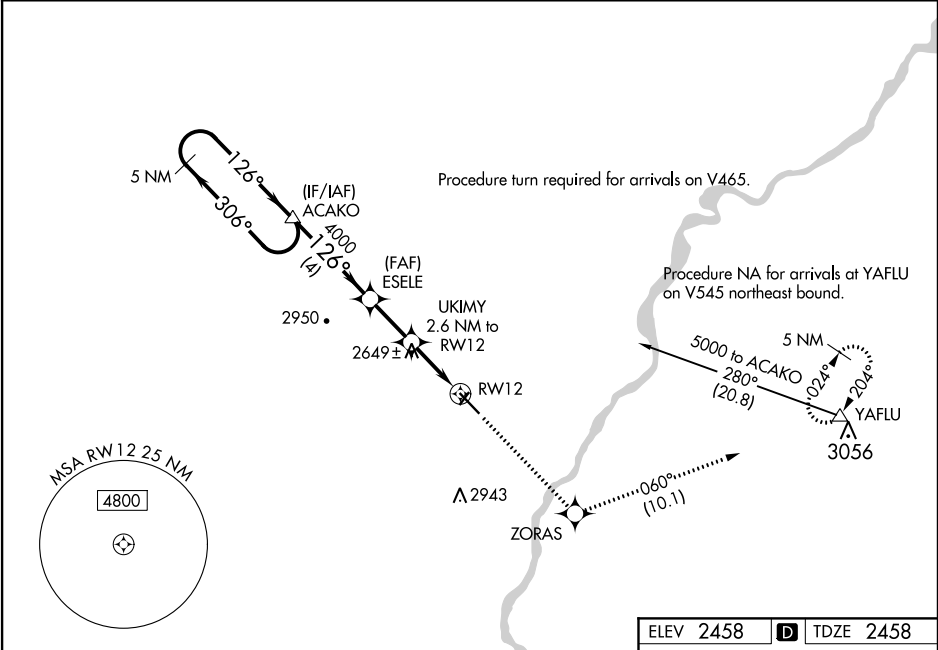 126°
5 NM
306°
(IF/IAF)
ACAKO
4000
126°
(4)
Procedure turn required for arrivals on V465.
(FAF)
ESELE
2950
UKIMY
2.6 NM to
RW12
2649±
RW12
Procedure NA for arrivals at YAFLU
on V545 northeast bound.
5 NM
5000 to ACAKO
280°
(20.8)
024°
204°
YAFLU
3056
MSA RW12 25 NM
4800
2943
060°
(10.1)
ZORAS
ELEV 2458 D TDZE 2458